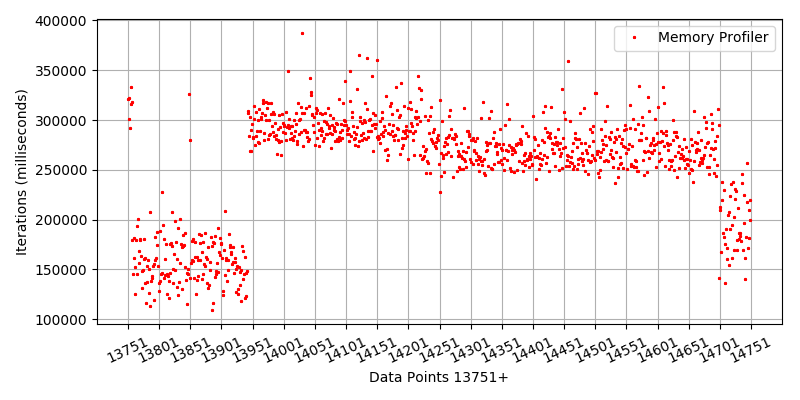 400000
350000
300000
250000
200000
150000
100000
Iterations (milliseconds)
Memory Profiler
13751 13801 13851 13901 13951 14001 14051 14101 14151 14201 14251 14301 14351 14401 14451 14501 14551 14601 14651 14701 14751
Data Points 13751+